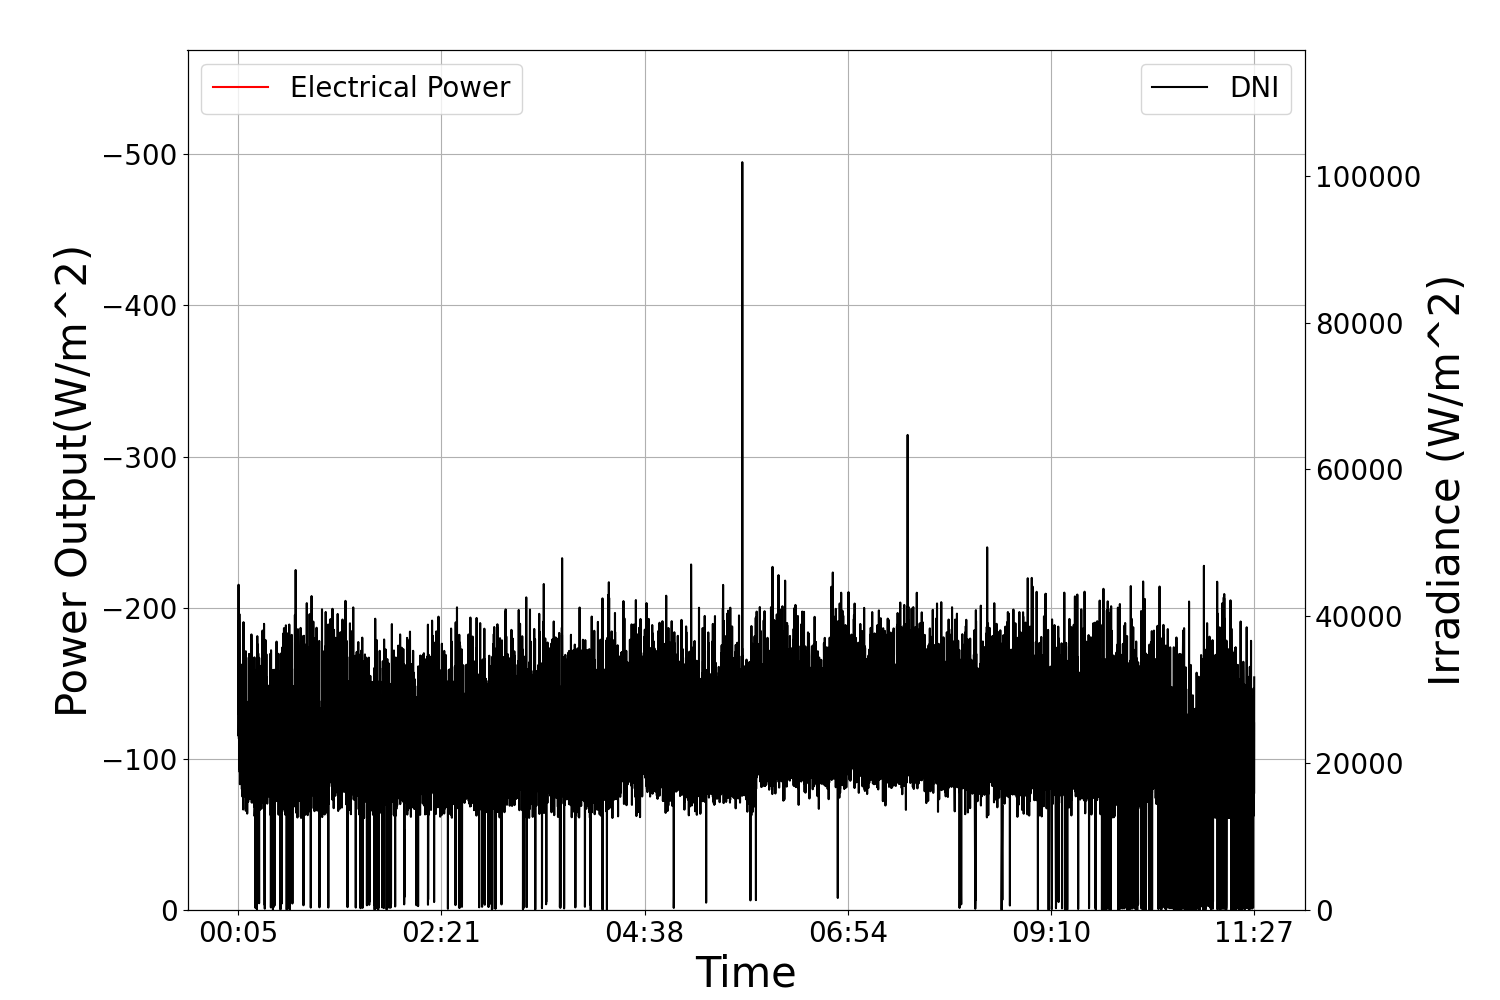 Electrical Power
DNI
−500
−400
−300
−200
−100
0
Power Output(W/m^2)
100000
80000
60000
40000
20000
0
Irradiance (W/m^2)
00:05 02:21 04:38 06:54 09:10 11:27
Time